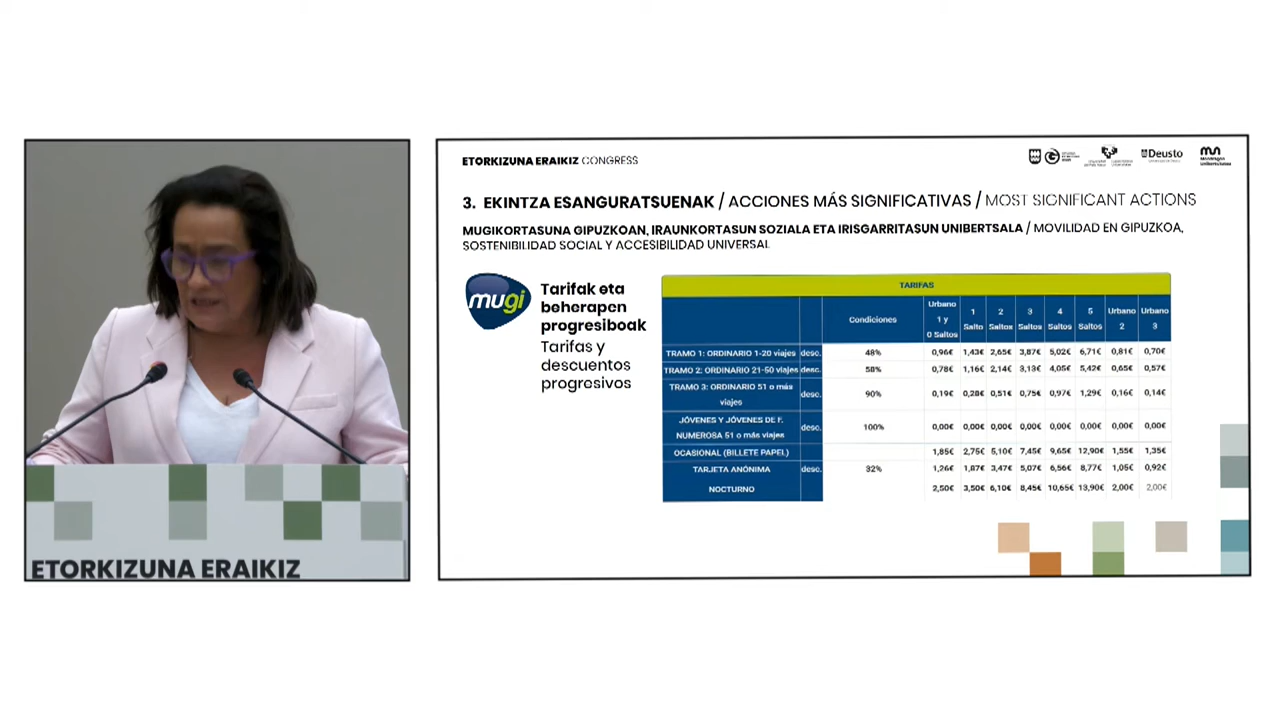 ETORKIZUNA ERAIKIZ
ETORKIZUNA ERAIKIZ CONGRESS
Deusto
3. EKINTZA ESANGURATSUENAK / ACCIONES MÁS SIGNIFICATIVAS / MOST SIGNIFICANT ACTIONS
MUGIKORTASUNA GIPUZKOAN, IRAUNKORTASUN SOZIALA ETA IRISGARRITASUN UNIBERTSALA / MOVILIDAD EN GIPUZKOA,
SOSTENIBILIDAD SOCIAL Y ACCESIBILIDAD UNIVERSAL
mugi
Tarifak eta
beherapen
progresiboak
Tarifas y
descuentos
progresivos
TARIFAS
Condiciones Urbano 1 y 0 Saltos 1 Salto 2 Saltos 3 Saltos 4 Saltos 5 Saltos Urbano 2 Urbano 3
TRAMO 1: ORDINARIO 1-20 viajes desc. 48% 0,96€ 1,43€ 2,65€ 3,87€ 5,02€ 6,71€ 0,81€ 0,70€
TRAMO 2: ORDINARIO 21-50 viajes desc. 58% 0,78€ 1,16€ 2,14€ 3,13€ 4,05€ 5,42€ 0,65€ 0,57€
TRAMO 3: ORDINARIO 51 o más viajes desc. 90% 0,19€ 0,28€ 0,51€ 0,75€ 0,97€ 1,29€ 0,16€ 0,14€
JÓVENES Y JÓVENES DE F. NUMEROSA 51 o más viajes desc. 100% 0,00€ 0,00€ 0,00€ 0,00€ 0,00€ 0,00€ 0,00€ 0,00€
OCASIONAL (BILLETE PAPEL) 1,85€ 2,75€ 5,10€ 7,45€ 9,65€ 12,90€ 1,55€ 1,35€
TARJETA ANÓNIMA desc. 32% 1,26€ 1,87€ 3,47€ 5,07€ 6,56€ 8,77€ 1,05€ 0,92€
NOCTURNO 2,50€ 3,50€ 6,10€ 8,45€ 10,65€ 13,90€ 2,00€ 2,00€